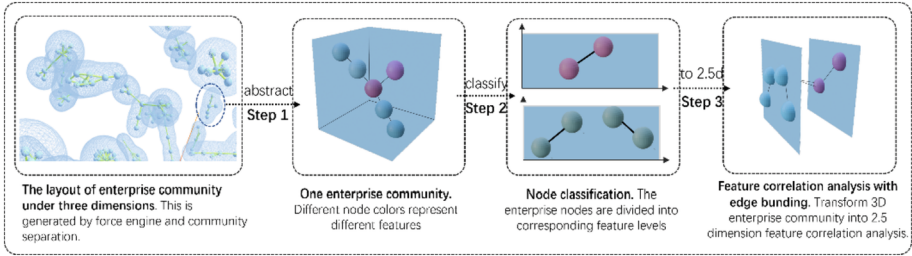 abstract
Step 1
classify
Step 2
to 2.5d
Step 3
The layout of enterprise community
under three dimensions. This is
generated by force engine and community
separation.
One enterprise community.
Different node colors represent
different features
Node classification. The
enterprise nodes are divided into
corresponding feature levels
Feature correlation analysis with
edge bunding. Transform 3D
enterprise community into 2.5
dimension feature correlation analysis.